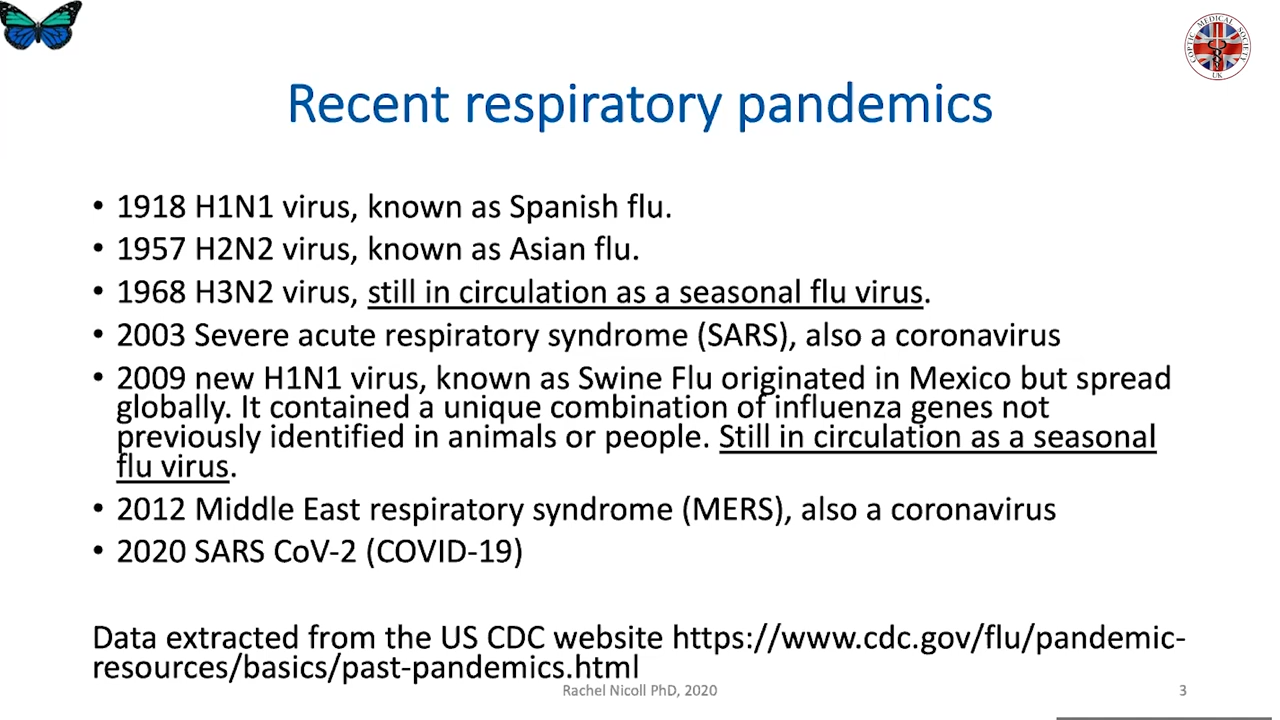 COPTIC MEDICAL SOCIETY
UK
Recent respiratory pandemics
• 1918 H1N1 virus, known as Spanish flu.
• 1957 H2N2 virus, known as Asian flu.
• 1968 H3N2 virus, still in circulation as a seasonal flu virus.
• 2003 Severe acute respiratory syndrome (SARS), also a coronavirus
• 2009 new H1N1 virus, known as Swine Flu originated in Mexico but spread
globally. It contained a unique combination of influenza genes not
previously identified in animals or people. Still in circulation as a seasonal
flu virus.
• 2012 Middle East respiratory syndrome (MERS), also a coronavirus
• 2020 SARS CoV-2 (COVID-19)
Data extracted from the US CDC website https://www.cdc.gov/flu/pandemic-
resources/basics/past-pandemics.html
Rachel Nicoll PhD, 2020
3